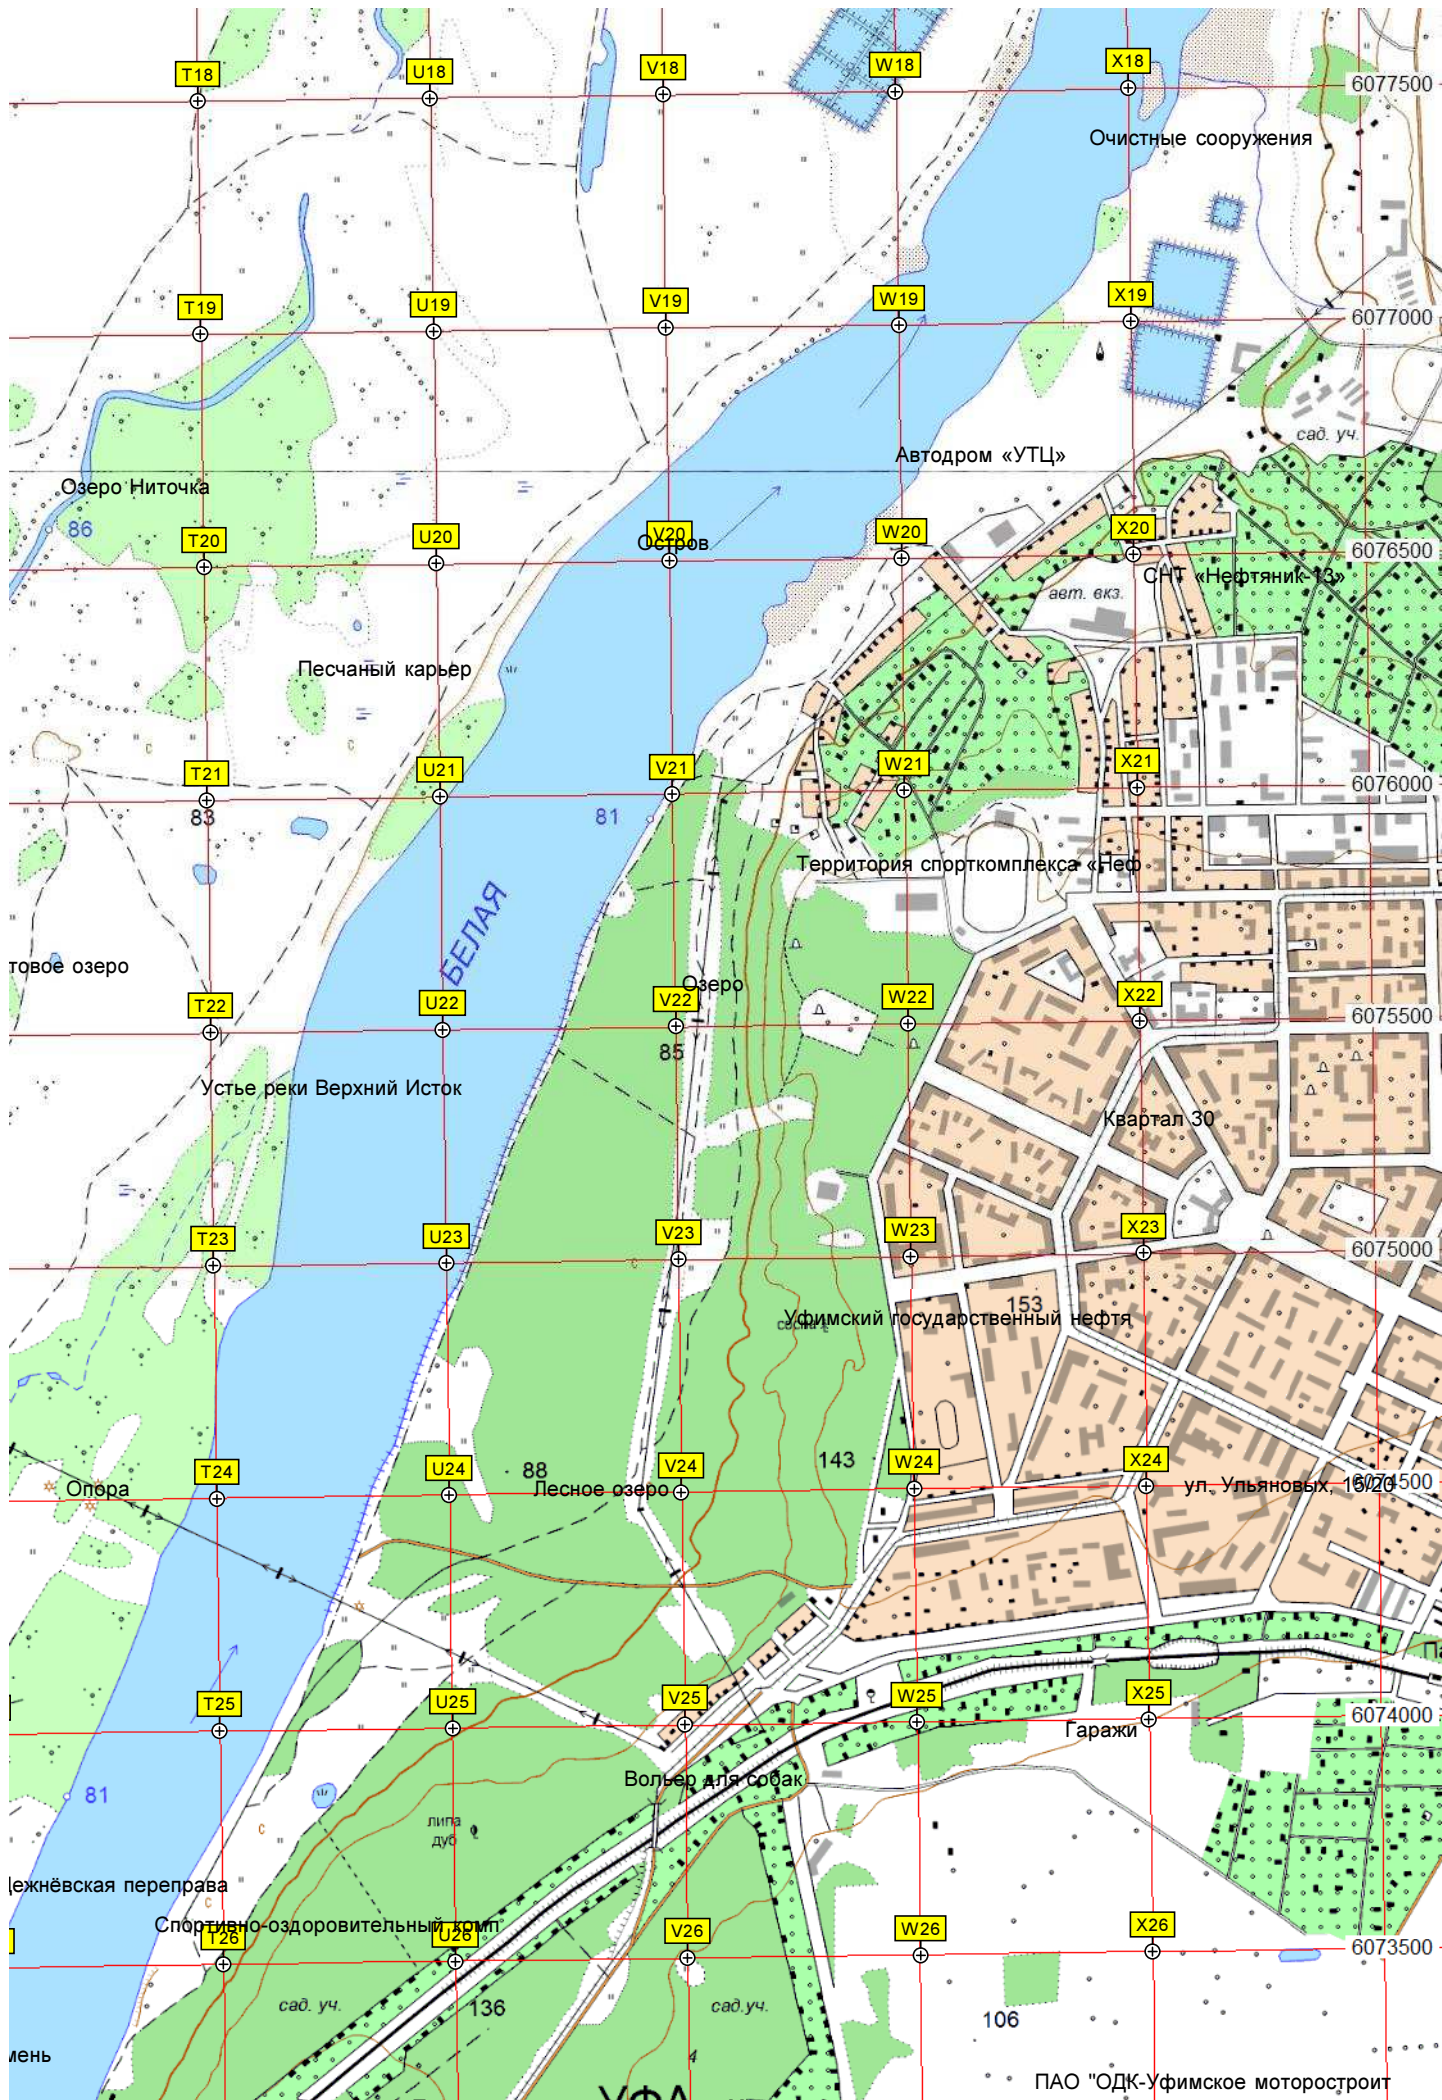 T18
U18
V18
W18
X18
6077500
Очистные сооружения
T19
U19
V19
W19
X19
6077000
сад. уч.
Автодром «УТЦ»
Озеро Ниточка
86
T20
U20
V20
Остров
W20
X20
6076500
СНТ «Нефтяник-13»
авт. вкз.
Песчаный карьер
с
с
T21
U21
V21
W21
X21
6076000
83
81
Территория спорткомплекса «Неф
БЕЛАЯ
товое озеро
Озеро
T22
U22
V22
W22
X22
6075500
85
Устье реки Верхний Исток
Квартал 30
T23
U23
V23
W23
X23
6075000
с
153
Уфимский государственный нефтя
143
T24
U24
88
V24
W24
X24
6074500
Опора
Лесное озеро
ул. Ульяновых, 15/20
Па
T25
U25
V25
W25
X25
6074000
Гаражи
Вольер для собак
81
липа
дуб
с
ежнёвская переправа
с
Спортивно-оздоровительный комп
T26
U26
V26
W26
X26
6073500
сад. уч.
136
сад.уч.
106
мень
4
УФА
ПАО "ОДК-Уфимское моторостроит